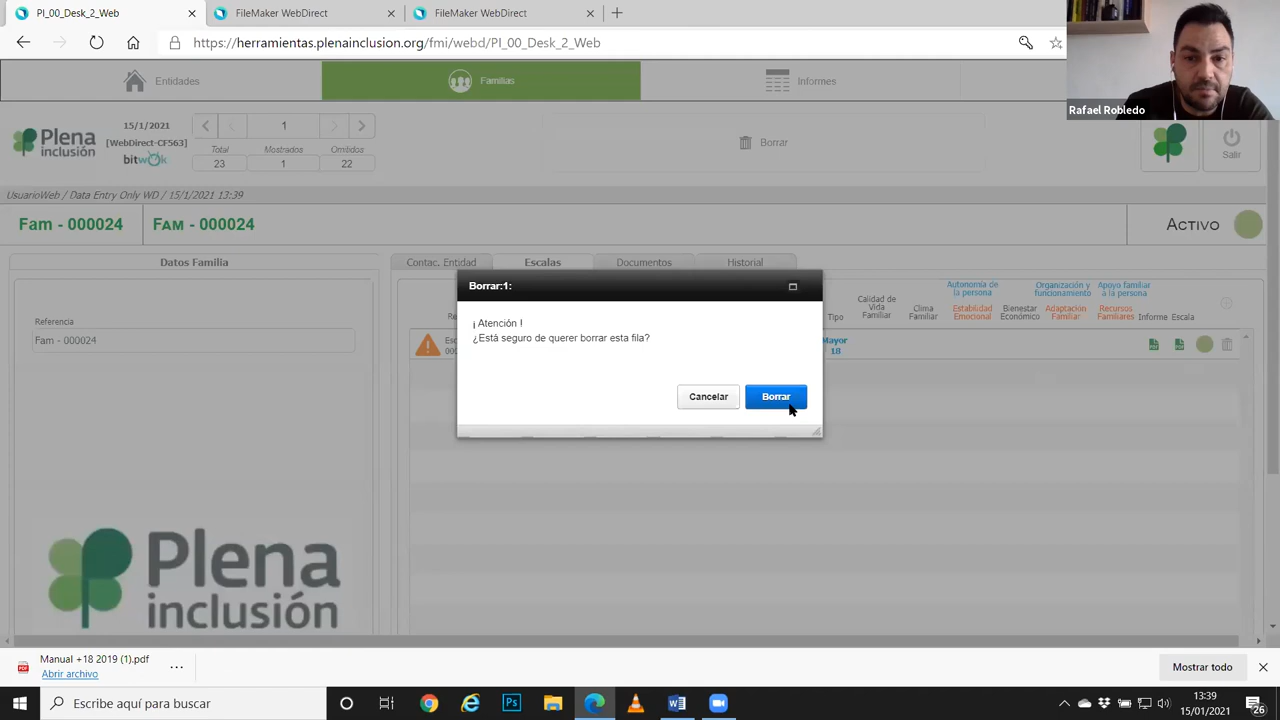 PI_00_Desk_2_Web
FileMaker WebDirect
FileMaker WebDirect
https://herramientas.plenainclusion.org/fmi/webd/PI_00_Desk_2_Web
Rafael Robledo
Entidades
Familias
Informes
Plena
inclusión
15/1/2021
[WebDirect-CF563]
bitwok
1
Total
Mostrados
Omitidos
23
1
22
Borrar
Salir
UsuarioWeb / Data Entry Only WD / 15/1/2021 13:39
Fam - 000024
Fam - 000024
Activo
Datos Familia
Contac. Entidad
Escalas
Documentos
Historial
Referencia
Fam - 000024
Tipo
Calidad de
Vida
Familiar
Clima
Familiar
Autonomía de
la persona
Estabilidad
Emocional
Bienestar
Económico
Organización y
funcionamiento
Adaptación
Familiar
Apoyo familiar
a la persona
Recursos
Familiares
Informe
Escala
Mayor
18
Borrar:1:
¡ Atención !
¿Está seguro de querer borrar esta fila?
Cancelar
Borrar
Plena
inclusión
Manual +18 2019 (1).pdf
Abrir archivo
Mostrar todo
Escribe aquí para buscar
13:39
15/01/2021
26